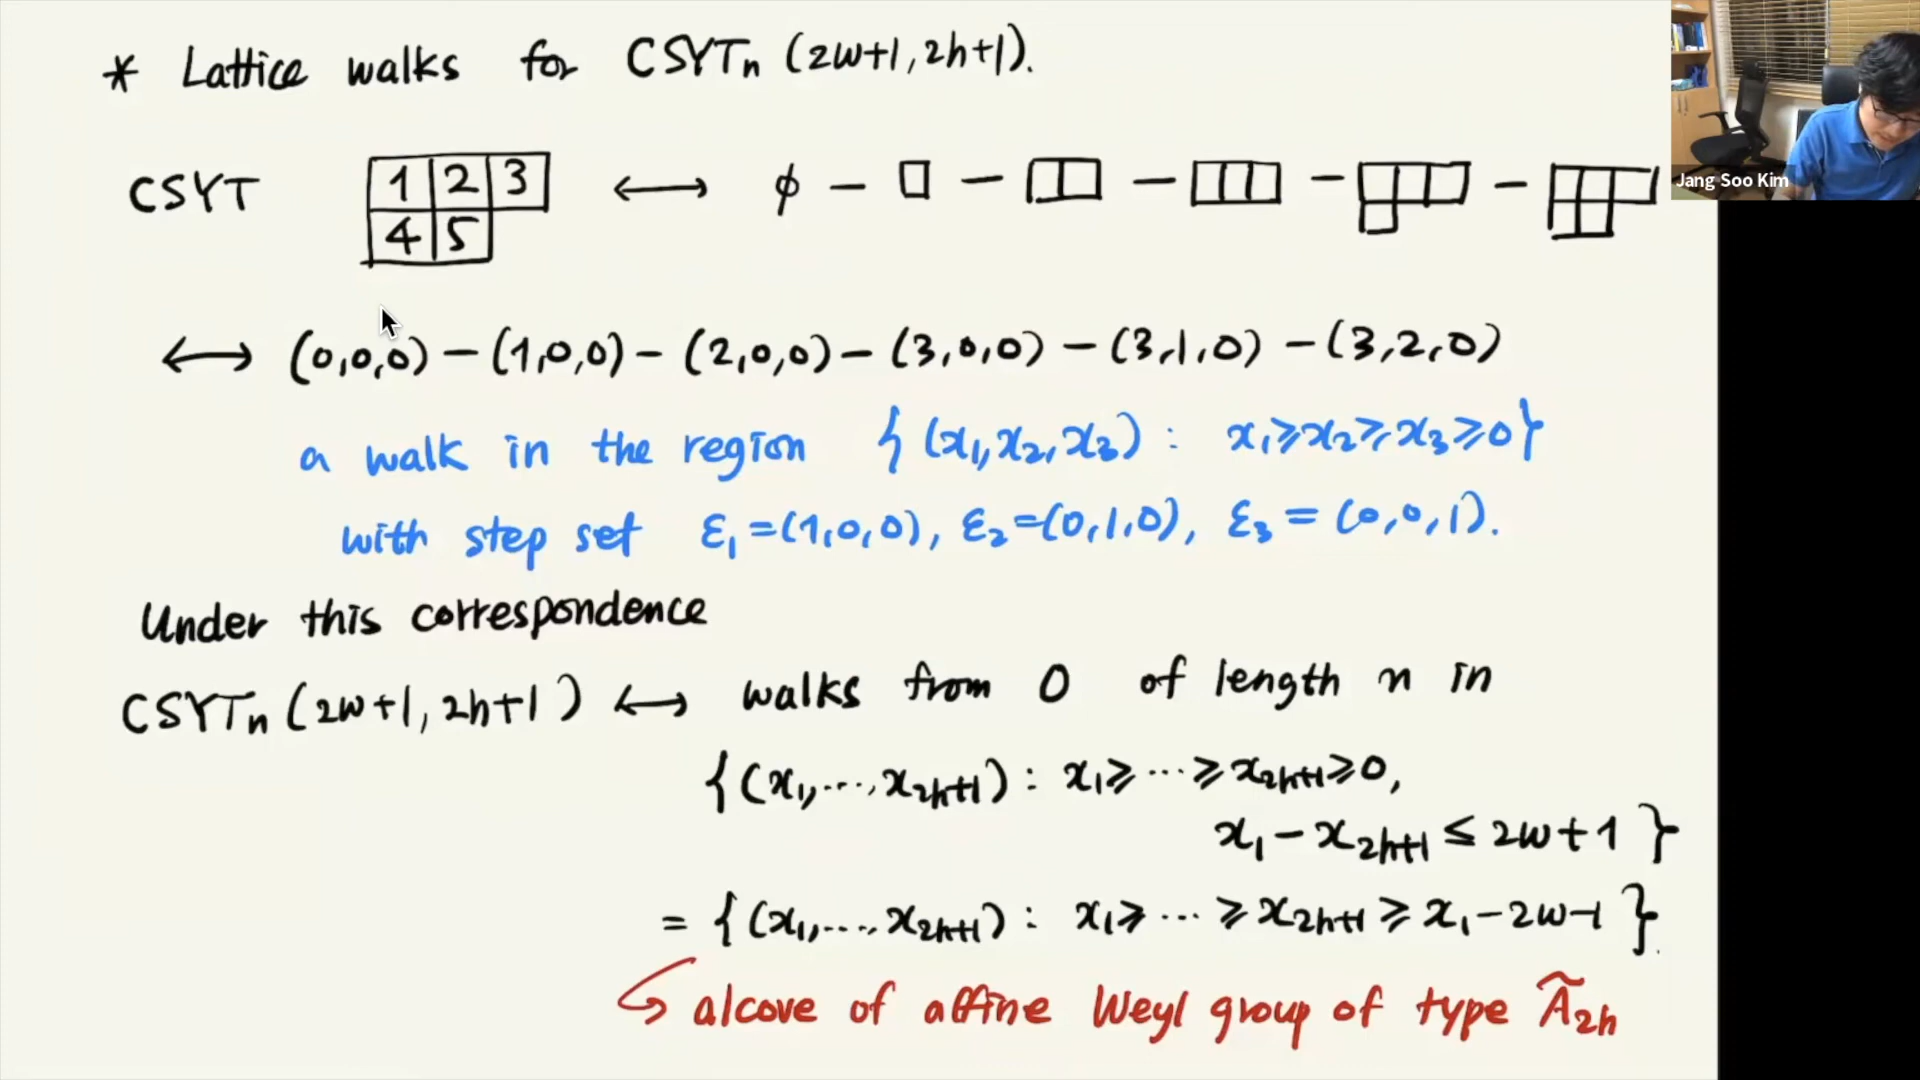 * Lattice walks for CSYTn (2w+1, 2h+1).
CSYT 1 2 3 ⟷ ϕ — — — — —
4 5
⟷ (0,0,0) — (1,0,0) — (2,0,0) — (3,0,0) — (3,1,0) — (3,2,0)
a walk in the region { (x₁,x₂,x₃) : x₁≥x₂≥x₃≥0}
with step set ε₁=(1,0,0), ε₂=(0,1,0), ε₃ = (0,0,1).
Under this correspondence
CSYTn (2w+1, 2h+1) ⟷ walks from 0 of length n in
{(x₁,...,x2h+1) : x₁≥ ... ≥x2h+1≥0,
x₁-x2h+1 ≤ 2w+1 }
= {(x₁,...,x2h+1) : x₁≥ ... ≥x2h+1 ≥ x₁-2w-1 }.
↪ alcove of affine Weyl group of type Ã2h
Jang Soo Kim